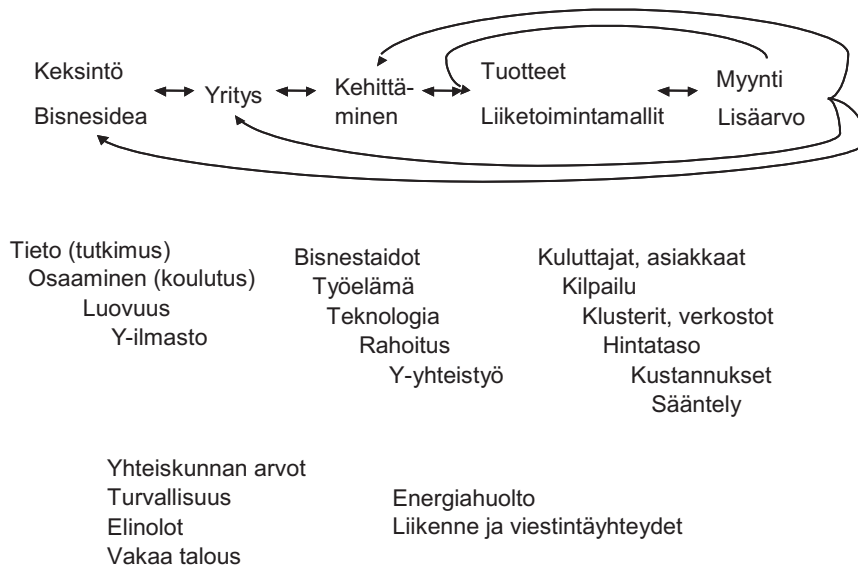 Keksintö
Bisnesidea
Yritys
Kehittä-
minen
Tuotteet
Liiketoimintamallit
Myynti
Lisäarvo
Tieto (tutkimus)
Osaaminen (koulutus)
Luovuus
Y-ilmasto
Bisnestaidot
Työelämä
Teknologia
Rahoitus
Y-yhteistyö
Kuluttajat, asiakkaat
Kilpailu
Klusterit, verkostot
Hintataso
Kustannukset
Sääntely
Yhteiskunnan arvot
Turvallisuus
Elinolot
Vakaa talous
Energiahuolto
Liikenne ja viestintäyhteydet